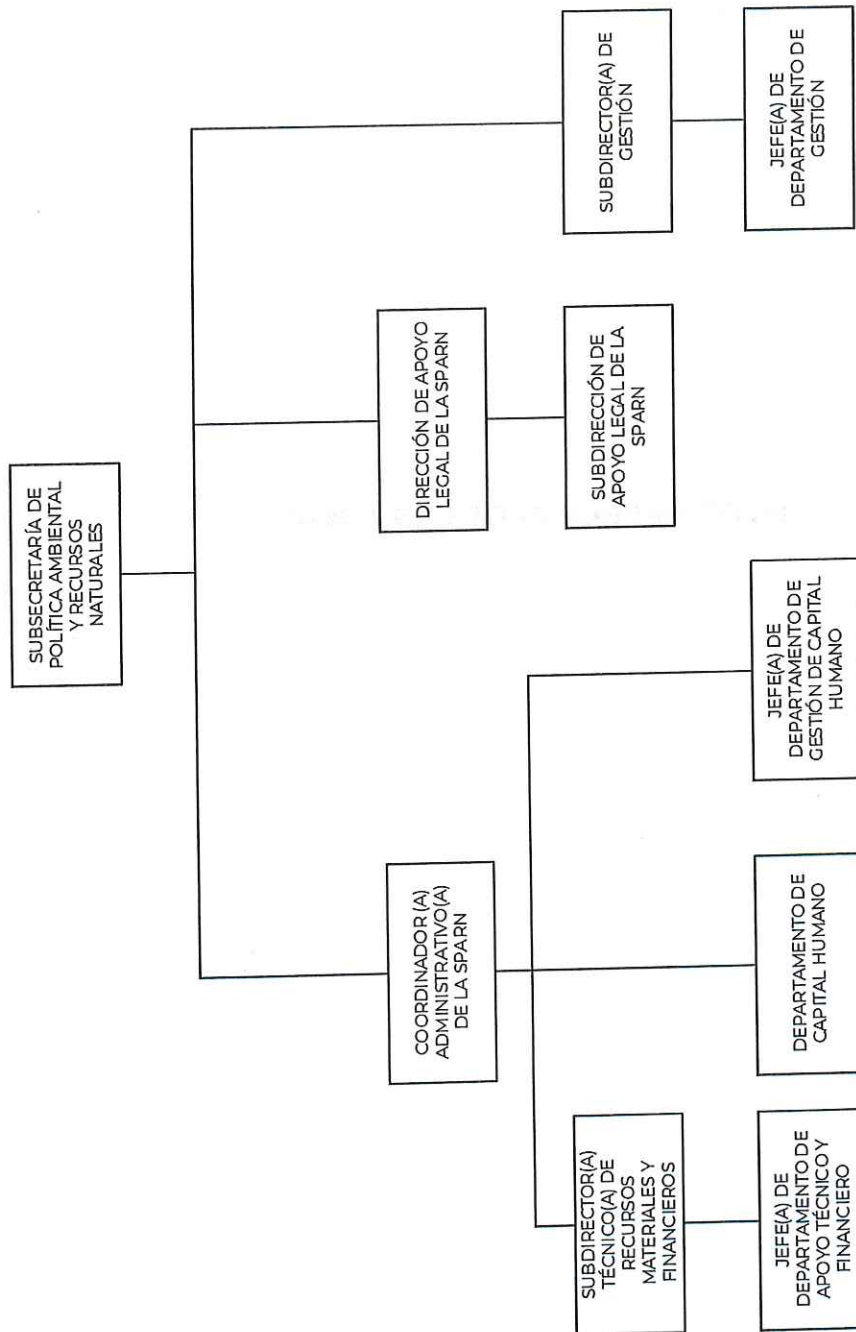 SUBSECRETARÍA DE
POLÍTICA AMBIENTAL
Y RECURSOS
NATURALES
COORDINADOR(A)
ADMINISTRATIVO(A)
DE LA SPARN
DIRECCIÓN DE APOYO
LEGAL DE LA SPARN
SUBDIRECTOR(A)
TÉCNICO(A) DE
RECURSOS
MATERIALES Y
FINANCIEROS
SUBDIRECCIÓN DE
APOYO LEGAL DE LA
SPARN
SUBDIRECTOR(A) DE
GESTIÓN
JEFE(A) DE
DEPARTAMENTO DE
APOYO TÉCNICO Y
FINANCIERO
DEPARTAMENTO DE
CAPITAL HUMANO
JEFE(A) DE
DEPARTAMENTO DE
GESTIÓN DE CAPITAL
HUMANO
JEFE(A) DE
DEPARTAMENTO DE
GESTIÓN